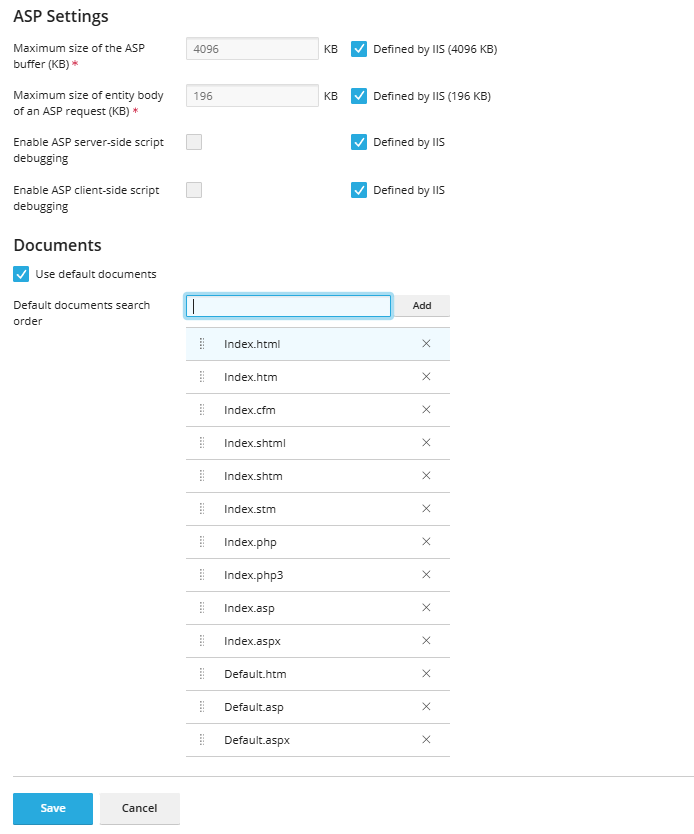 ASP Settings
Maximum size of the ASP
buffer (KB) *
4096 KB Defined by IIS (4096 KB)
Maximum size of entity body
of an ASP request (KB) *
196 KB Defined by IIS (196 KB)
Enable ASP server-side script
debugging
Defined by IIS
Enable ASP client-side script
debugging
Defined by IIS
Documents
Use default documents
Default documents search
order
Add
Index.html
Index.htm
Index.cfm
Index.shtml
Index.shtm
Index.stm
Index.php
Index.php3
Index.asp
Index.aspx
Default.htm
Default.asp
Default.aspx
Save Cancel